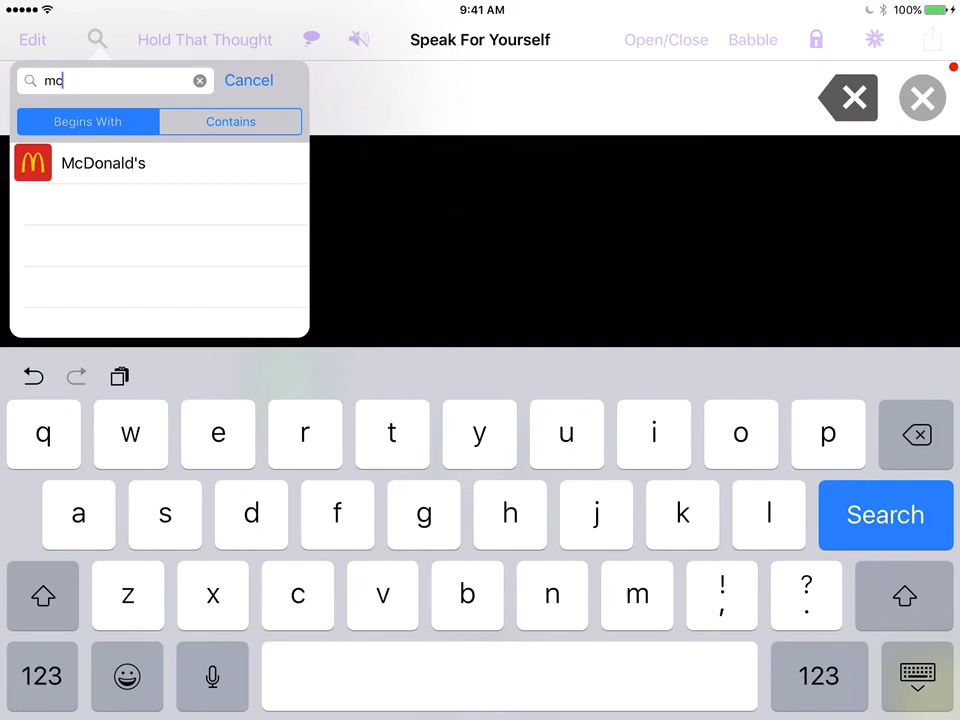 9:41 AM
100%
Edit
Hold That Thought
Speak For Yourself
Open/Close
Babble
mc
Cancel
Begins With
Contains
McDonald's
q w e r t y u i o p
a s d f g h j k l Search
z x c v b n m ! , ? .
123
123